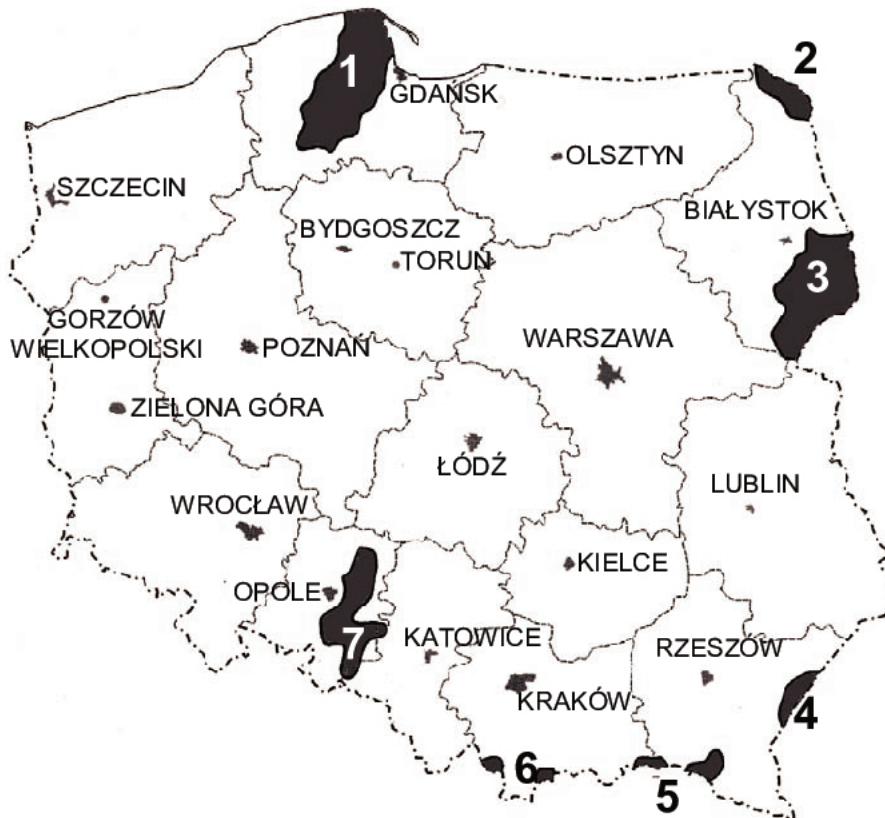 1
2
GDAŃSK
OLSZTYN
SZCZECIN
BIAŁYSTOK
BYDGOSZCZ
TORUŃ
3
GORZÓW
WIELKOPOLSKI
POZNAŃ
WARSZAWA
ZIELONA GÓRA
ŁÓDŹ
LUBLIN
WROCŁAW
KIELCE
OPOLE
7
KATOWICE
RZESZÓW
KRAKÓW
4
6
5